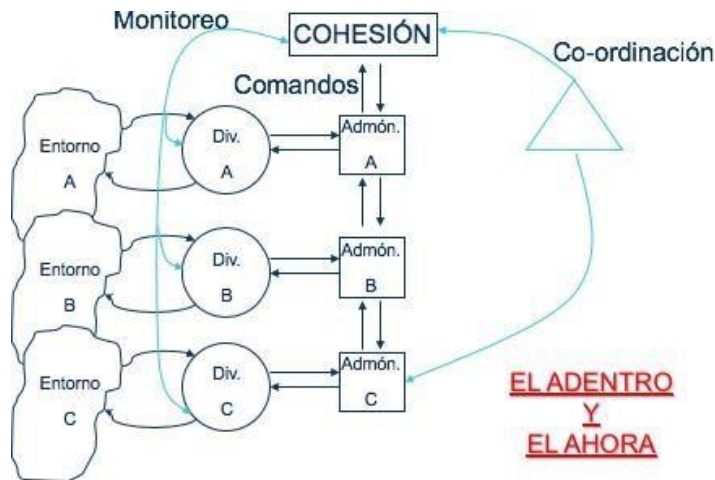 Monitoreo
COHESIÓN
Co-ordinación
Comandos
Entorno
A
Div.
A
Admón.
A
Entorno
B
Div.
B
Admón.
B
Entorno
C
Div.
C
Admón.
C
EL ADENTRO
Y
EL AHORA